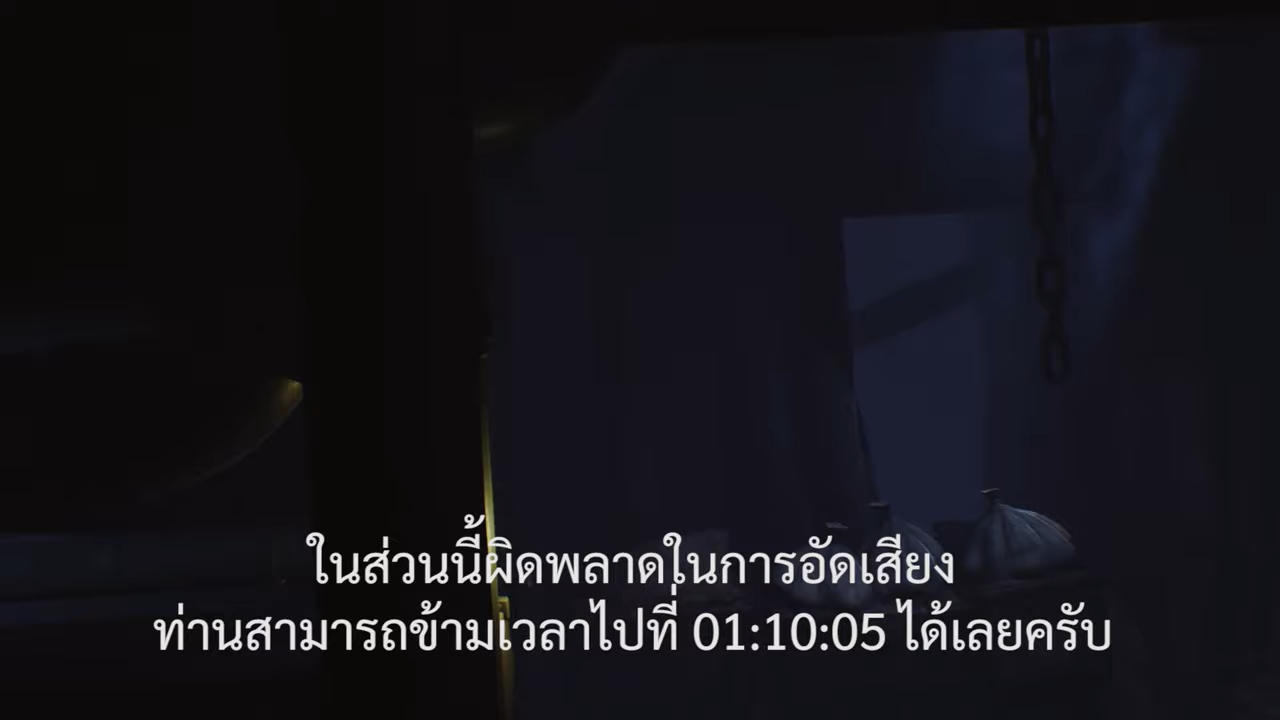 ในส่วนนี้ผิดพลาดในการอัดเสียง
ท่านสามารถข้ามเวลาไปที่ 01:10:05 ได้เลยครับ